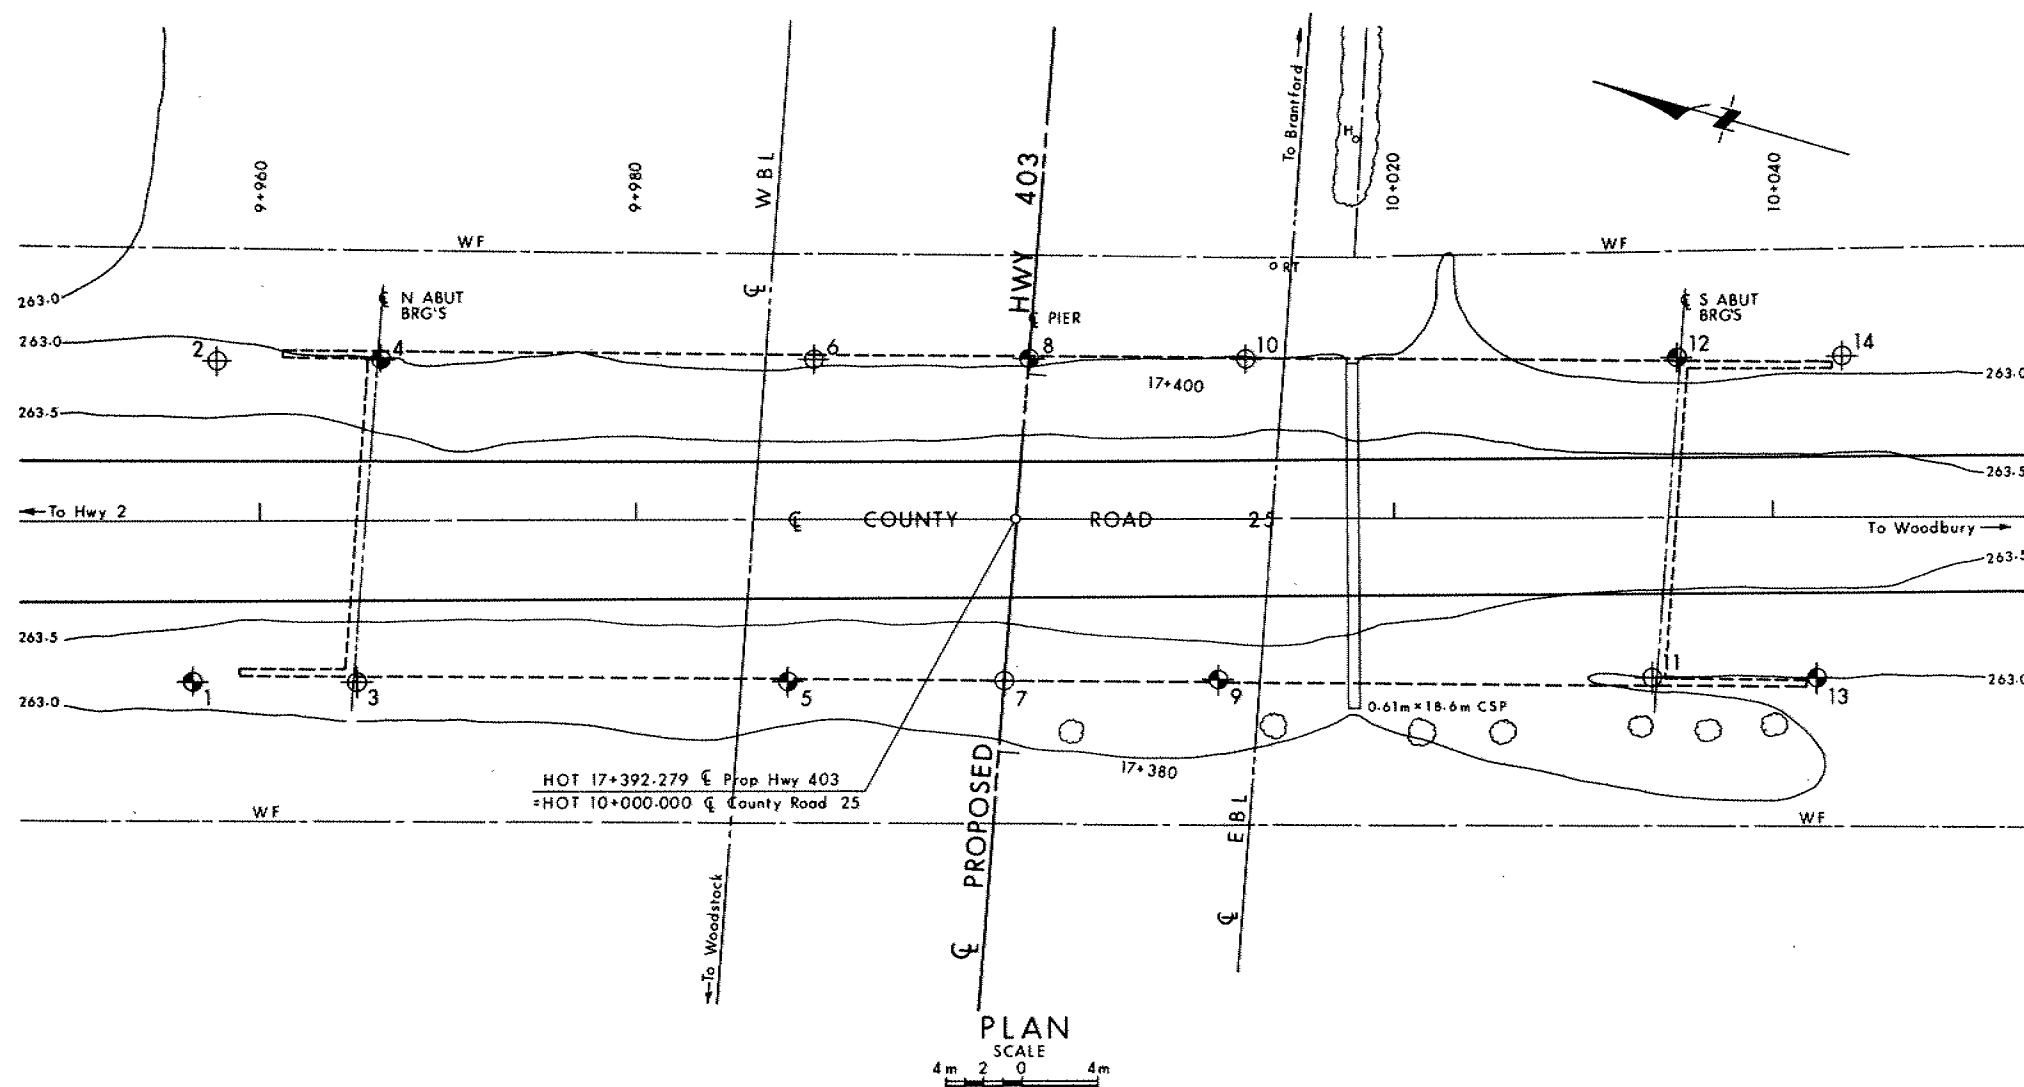 9+960
9+980
WBL
HWY 403
To Brantford
H
10+020
N
10+040
WF
WF
℄
RT
263.0
℄ N ABUT
BRG'S
℄ PIER
℄ S ABUT
BRG'S
263.0
2
4
6
8
10
12
14
17+400
263.0
263.5
263.5
To Hwy 2
℄ COUNTY ROAD 25
To Woodbury
263.5
263.5
263.0
1
3
5
7
9
11
13
263.0
0.61m × 18.6m CSP
17+380
HOT 17+392.279 ℄ Prop Hwy 403
=HOT 10+000.000 ℄ County Road 25
WF
PROPOSED
EBL
WF
To Woodstock
℄
℄
PLAN
SCALE
4m 2 0 4m